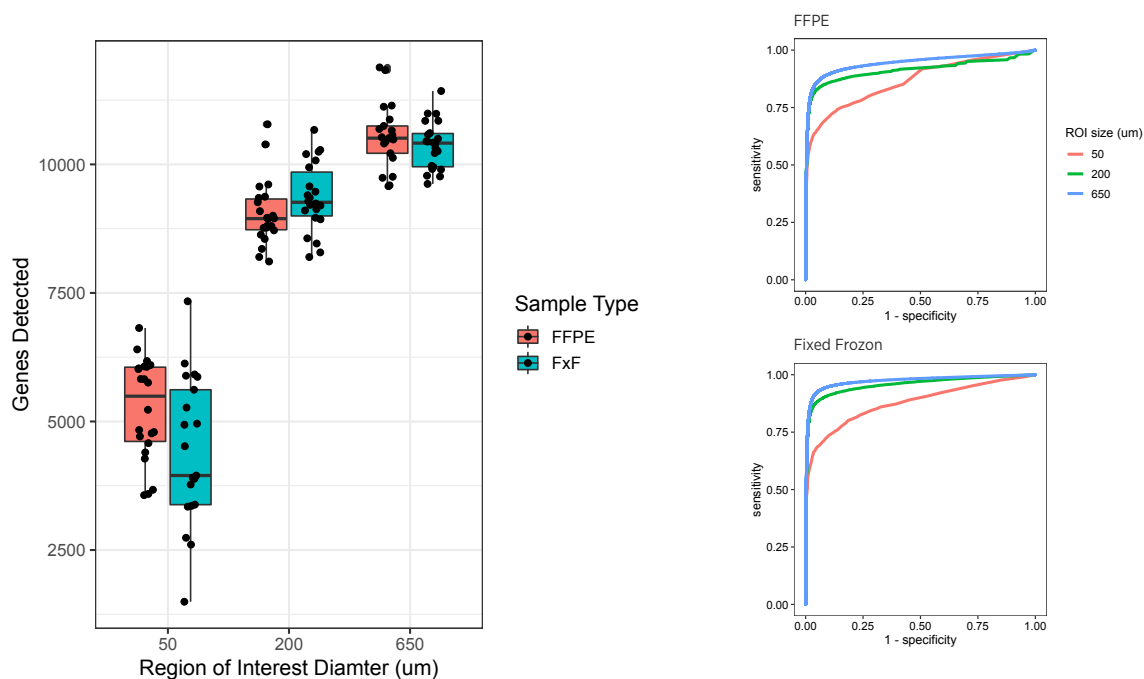 10000
7500
5000
2500
Genes Detected
50
200
650
Region of Interest Diamter (um)
Sample Type
FFPE
FxF
FFPE
1.00
0.75
0.50
0.25
0.00
sensitivity
0.00
0.25
0.50
0.75
1.00
1 - specificity
ROI size (um)
50
200
650
Fixed Frozon
1.00
0.75
0.50
0.25
0.00
sensitivity
0.00
0.25
0.50
0.75
1.00
1 - specificity